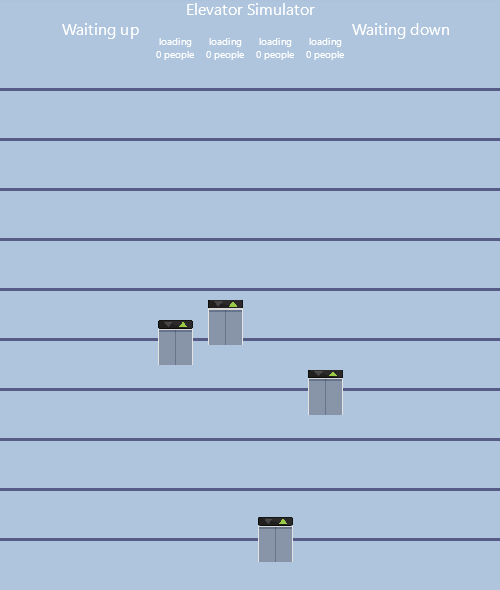 Elevator Simulator
Waiting up
Waiting down
loading loading loading loading
0 people 0 people 0 people 0 people